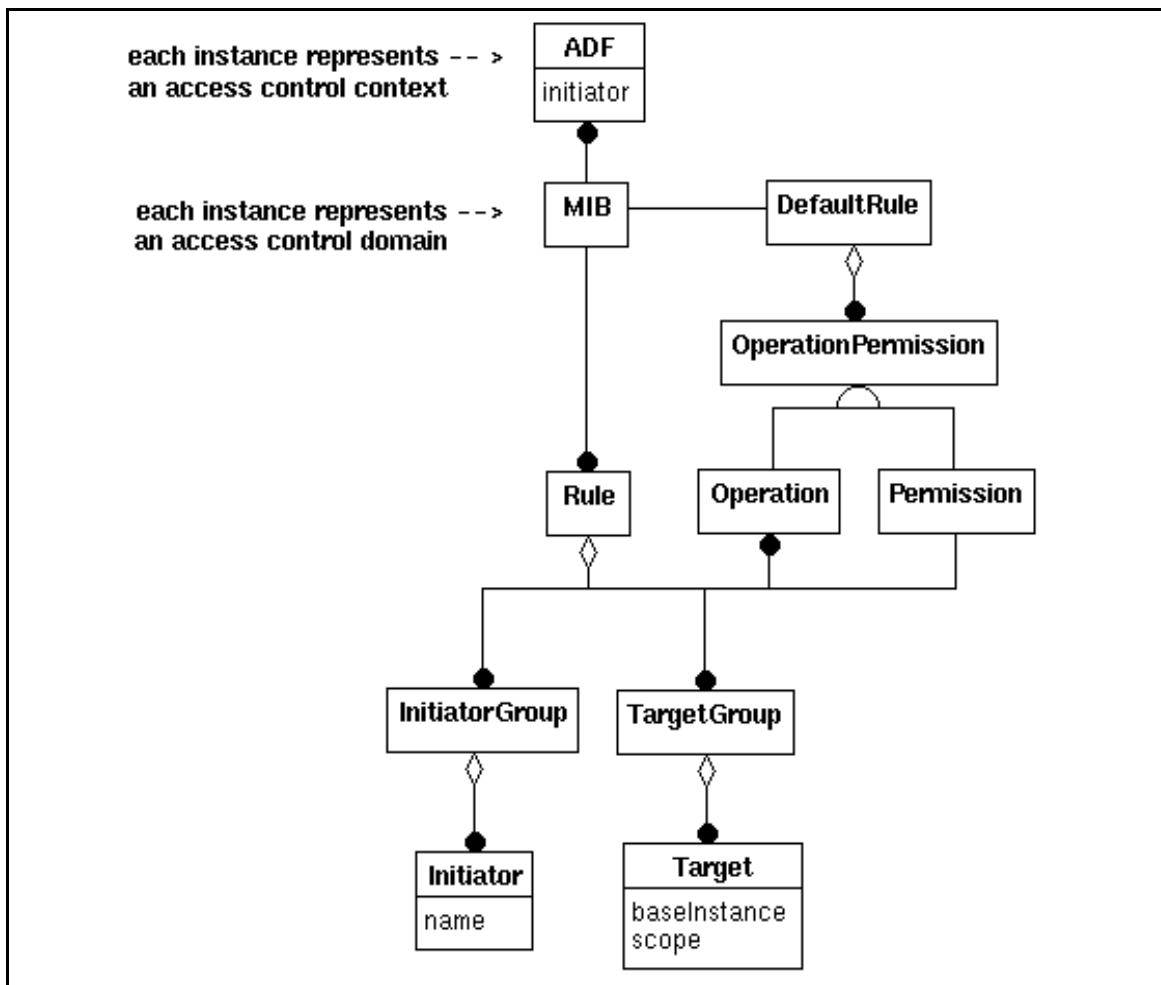 each instance represents -- >
an access control context
ADF
initiator
each instance represents -->
an access control domain
MIB
DefaultRule
OperationPermission
Rule
Operation
Permission
InitiatorGroup
TargetGroup
Initiator
name
Target
baseInstance
scope